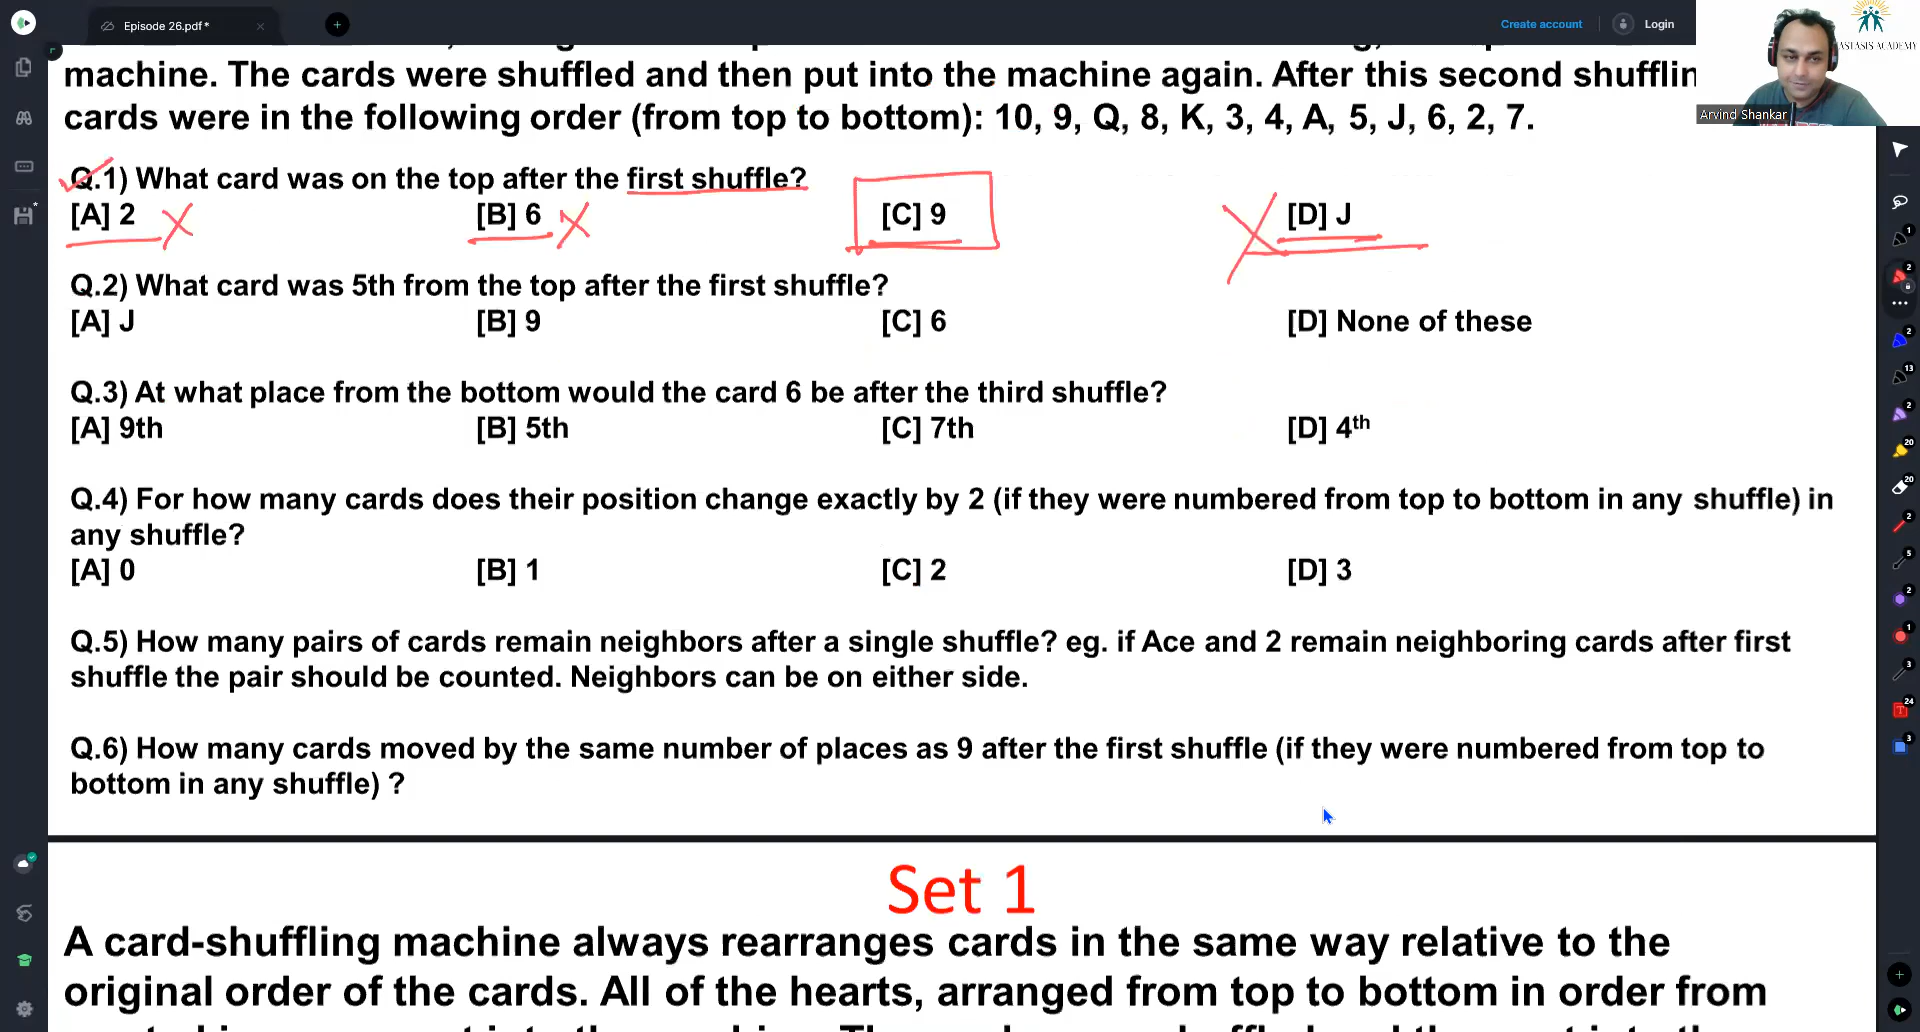 Episode 26.pdf*
Create account
Login
ASTASIS ACADEMY
Arvind Shankar
machine. The cards were shuffled and then put into the machine again. After this second shufflin
cards were in the following order (from top to bottom): 10, 9, Q, 8, K, 3, 4, A, 5, J, 6, 2, 7.
Q.1) What card was on the top after the first shuffle?
[A] 2 [B] 6 [C] 9 [D] J
Q.2) What card was 5th from the top after the first shuffle?
[A] J [B] 9 [C] 6 [D] None of these
Q.3) At what place from the bottom would the card 6 be after the third shuffle?
[A] 9th [B] 5th [C] 7th [D] 4th
Q.4) For how many cards does their position change exactly by 2 (if they were numbered from top to bottom in any shuffle) in
any shuffle?
[A] 0 [B] 1 [C] 2 [D] 3
Q.5) How many pairs of cards remain neighbors after a single shuffle? eg. if Ace and 2 remain neighboring cards after first
shuffle the pair should be counted. Neighbors can be on either side.
Q.6) How many cards moved by the same number of places as 9 after the first shuffle (if they were numbered from top to
bottom in any shuffle) ?
Set 1
A card-shuffling machine always rearranges cards in the same way relative to the
original order of the cards. All of the hearts, arranged from top to bottom in order from